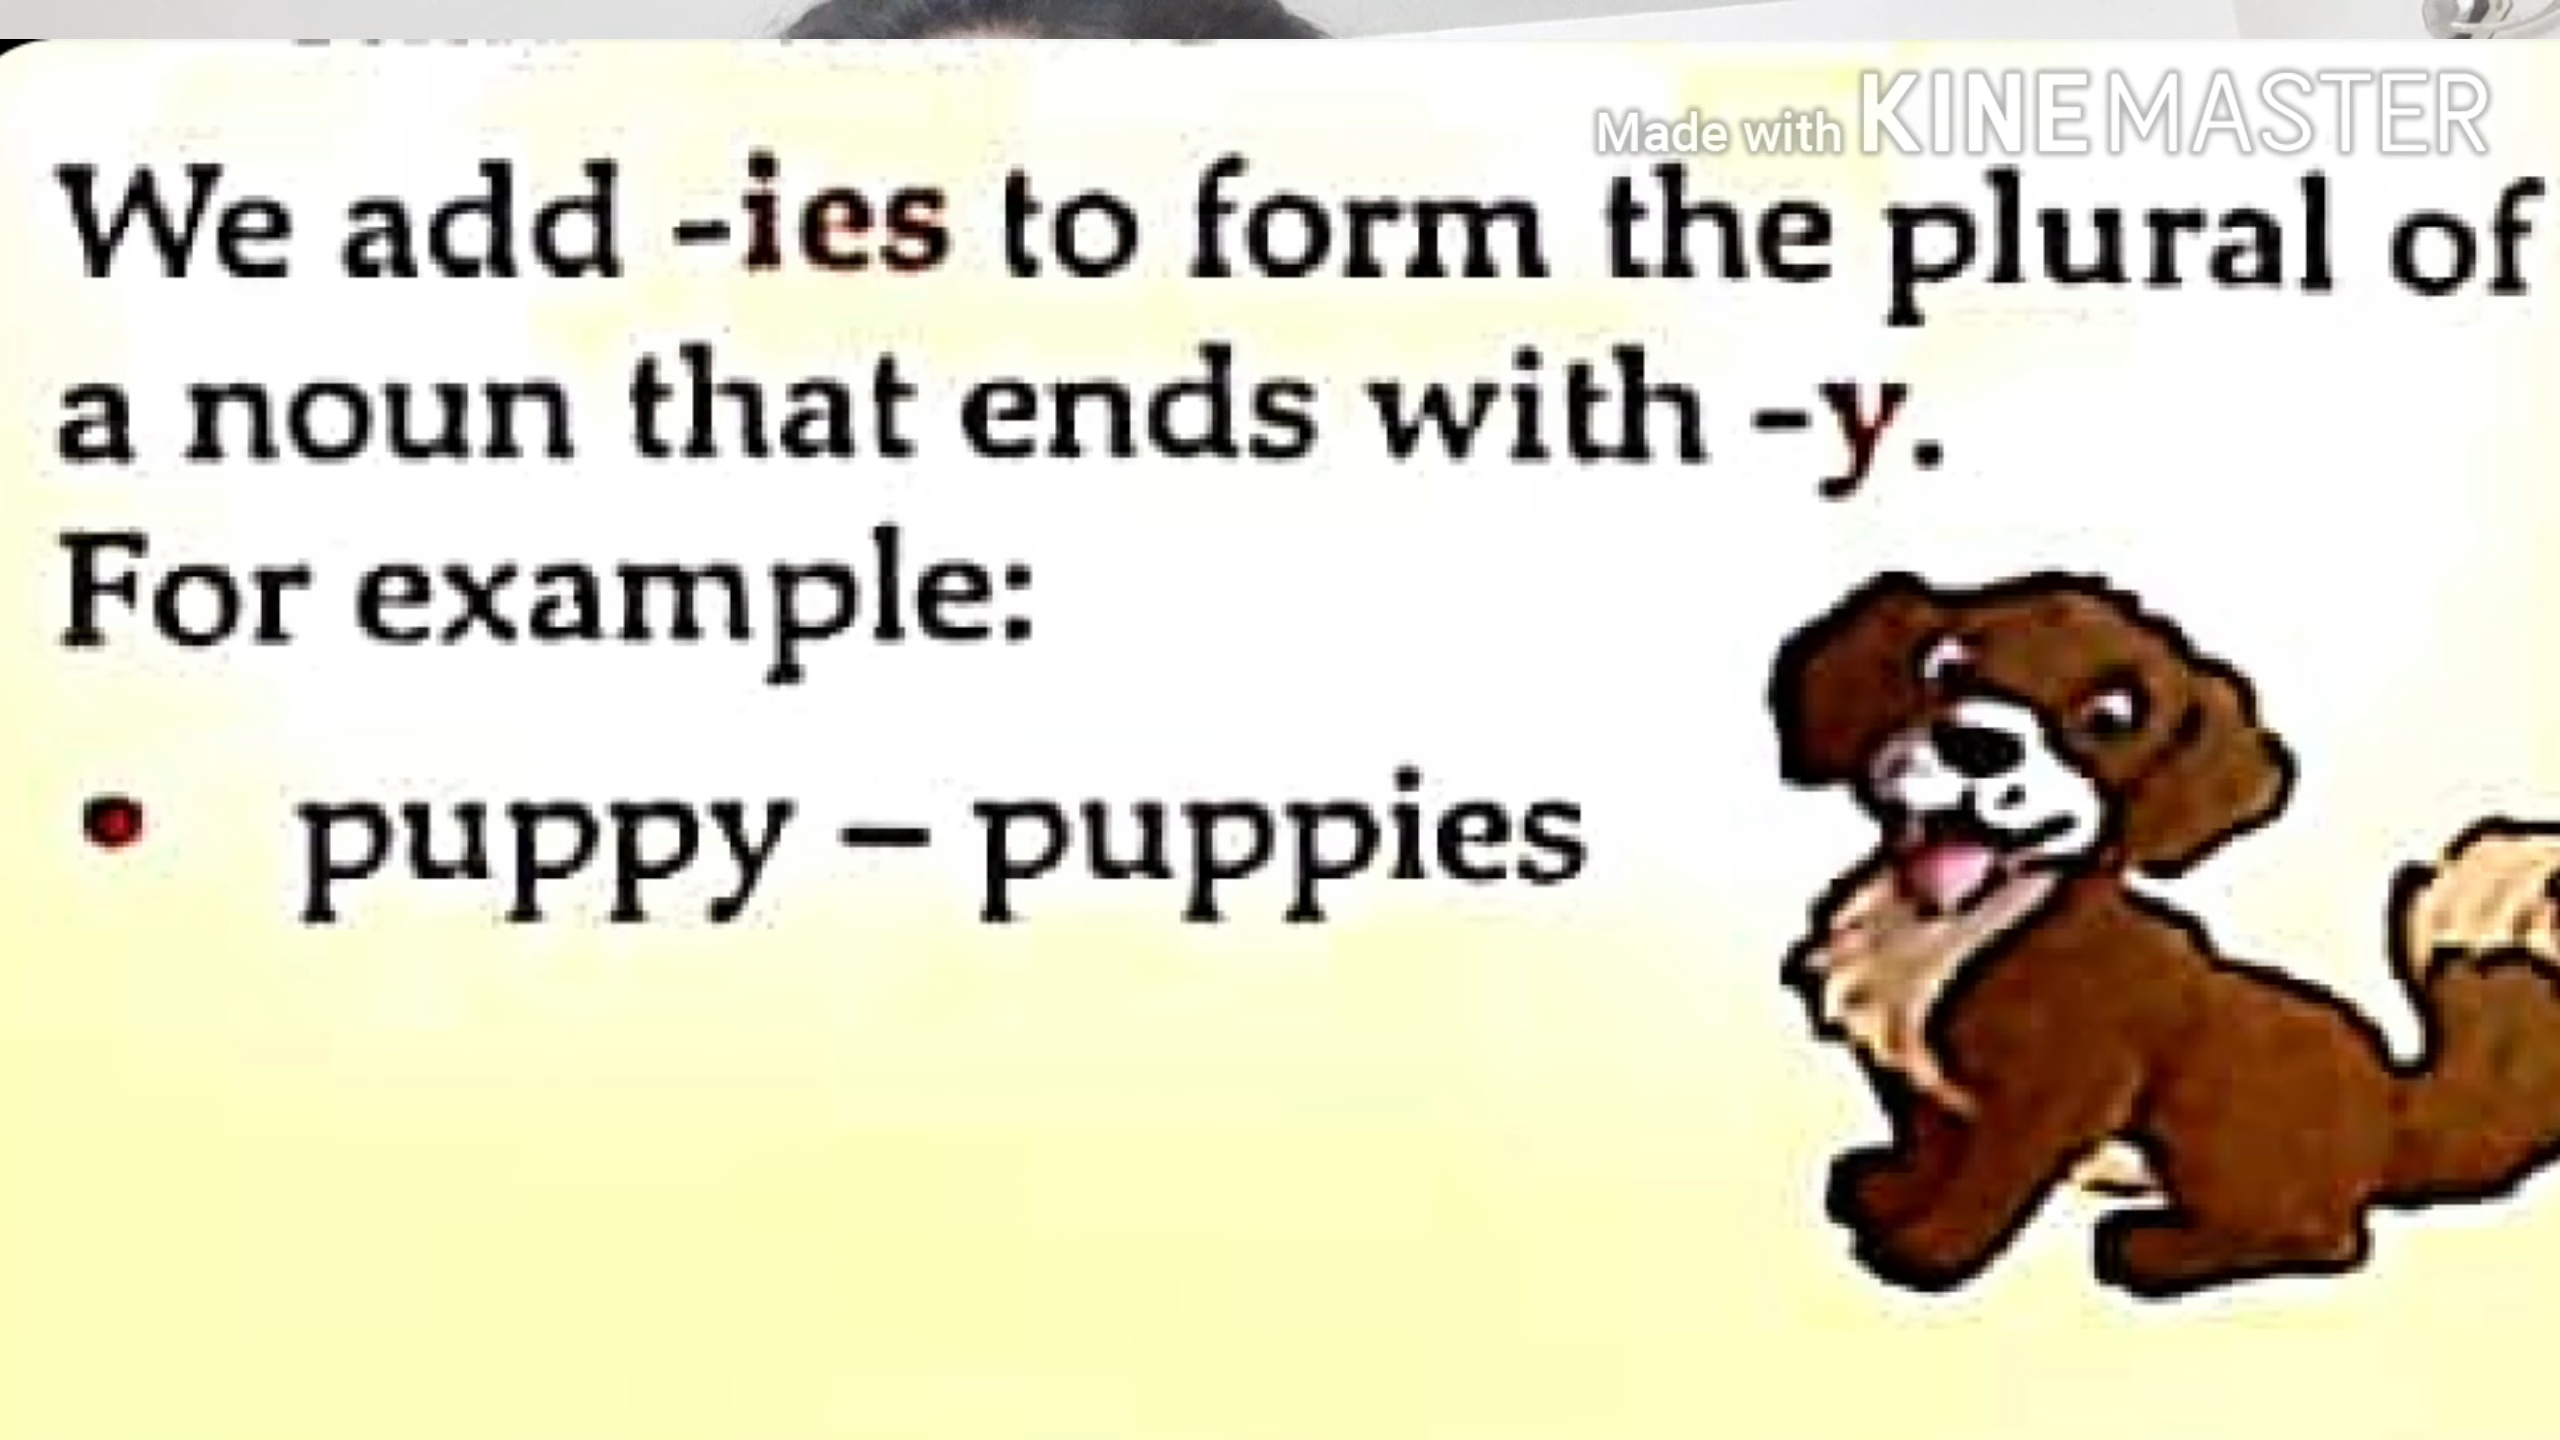 Made with KINEMASTER
We add -ies to form the plural of
a noun that ends with -y.
For example:
• puppy – puppies